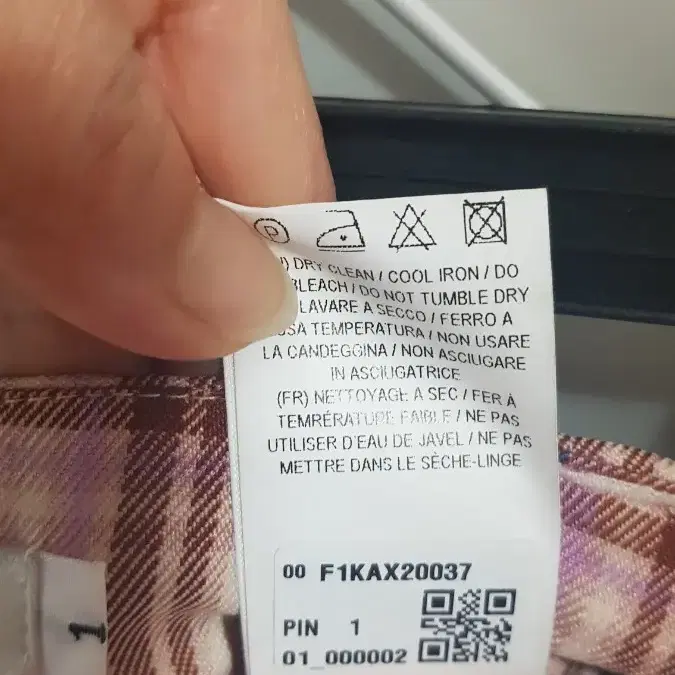 P
) DRY CLEAN / COOL IRON / DO
BLEACH / DO NOT TUMBLE DRY
LAVARE A SECCO / FERRO A
TEMPERATURA / NON USARE
LA CANDEGGINA / NON ASCIUGARE
IN ASCIUGATRICE
(FR) NETTOYAGE A SEC / FER À
TEMRÉRATURE FAIBLE / NE PAS
UTILISER D'EAU DE JAVEL / NE PAS
METTRE DANS LE SÈCHE-LINGE
00 F1KAX20037
PIN 1
01_000002
1